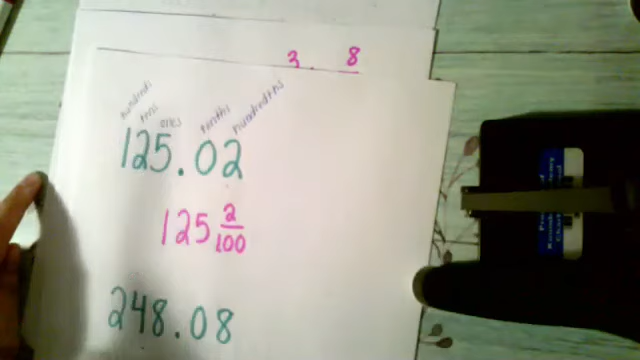 3. 8
hundreds tens ones tenths hundredths
125.02
125 2/100
248.08